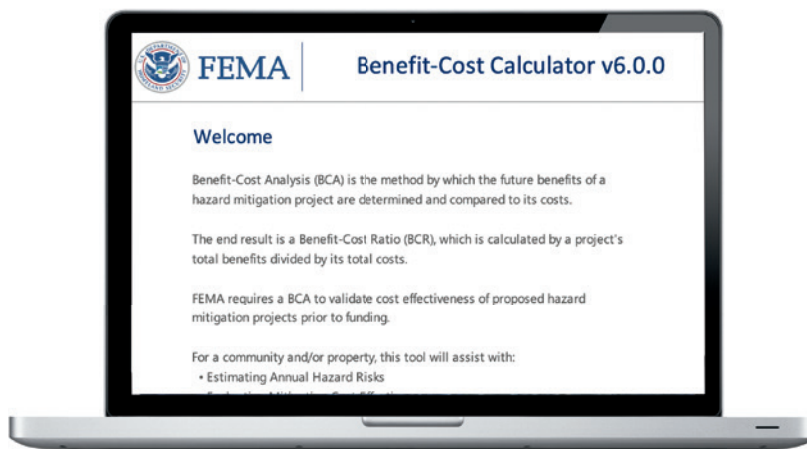 FEMA
Benefit-Cost Calculator v6.0.0
Welcome
Benefit-Cost Analysis (BCA) is the method by which the future benefits of a
hazard mitigation project are determined and compared to its costs.
The end result is a Benefit-Cost Ratio (BCR), which is calculated by a project's
total benefits divided by its total costs.
FEMA requires a BCA to validate cost effectiveness of proposed hazard
mitigation projects prior to funding.
For a community and/or property, this tool will assist with:
• Estimating Annual Hazard Risks